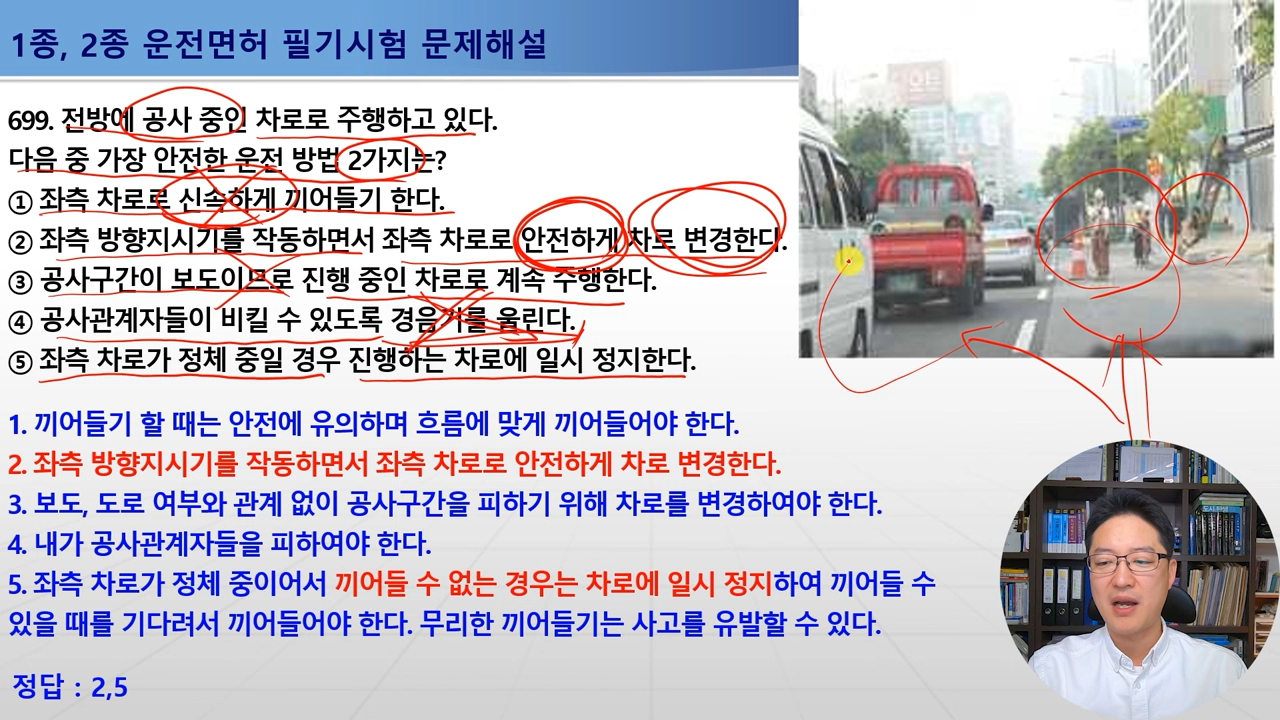 1종, 2종 운전면허 필기시험 문제해설
699. 전방에 공사 중인 차로로 주행하고 있다.
다음 중 가장 안전한 운전 방법 2가지는?
① 좌측 차로로 신속하게 끼어들기 한다.
② 좌측 방향지시기를 작동하면서 좌측 차로로 안전하게 차로 변경한다.
③ 공사구간이 보도이므로 진행 중인 차로로 계속 주행한다.
④ 공사관계자들이 비킬 수 있도록 경음기를 울린다.
⑤ 좌측 차로가 정체 중일 경우 진행하는 차로에 일시 정지한다.
1. 끼어들기 할 때는 안전에 유의하며 흐름에 맞게 끼어들어야 한다.
2. 좌측 방향지시기를 작동하면서 좌측 차로로 안전하게 차로 변경한다.
3. 보도, 도로 여부와 관계 없이 공사구간을 피하기 위해 차로를 변경하여야 한다.
4. 내가 공사관계자들을 피하여야 한다.
5. 좌측 차로가 정체 중이어서 끼어들 수 없는 경우는 차로에 일시 정지하여 끼어들 수
있을 때를 기다려서 끼어들어야 한다. 무리한 끼어들기는 사고를 유발할 수 있다.
정답 : 2,5